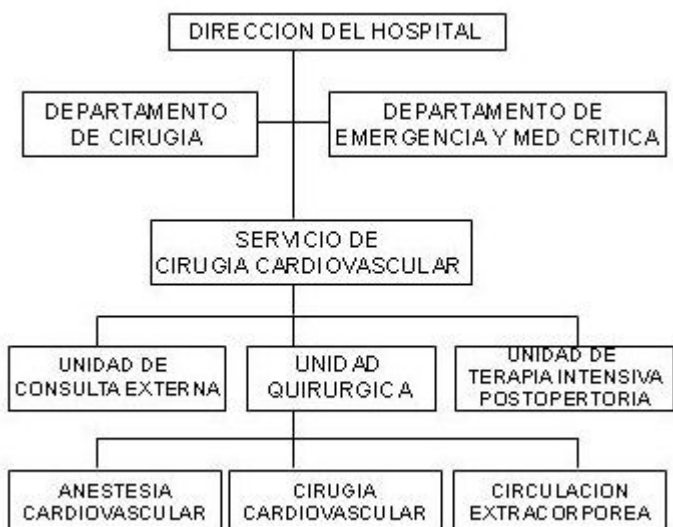 DIRECCION DEL HOSPITAL
DEPARTAMENTO
DE CIRUGIA
DEPARTAMENTO DE
EMERGENCIA Y MED CRITICA
SERVICIO DE
CIRUGIA CARDIOVASCULAR
UNIDAD DE
CONSULTA EXTERNA
UNIDAD
QUIRURGICA
UNIDAD DE
TERAPIA INTENSIVA
POSTOPERTORIA
ANESTESIA
CARDIOVASCULAR
CIRUGIA
CARDIOVASCULAR
CIRCULACION
EXTRACORPOREA